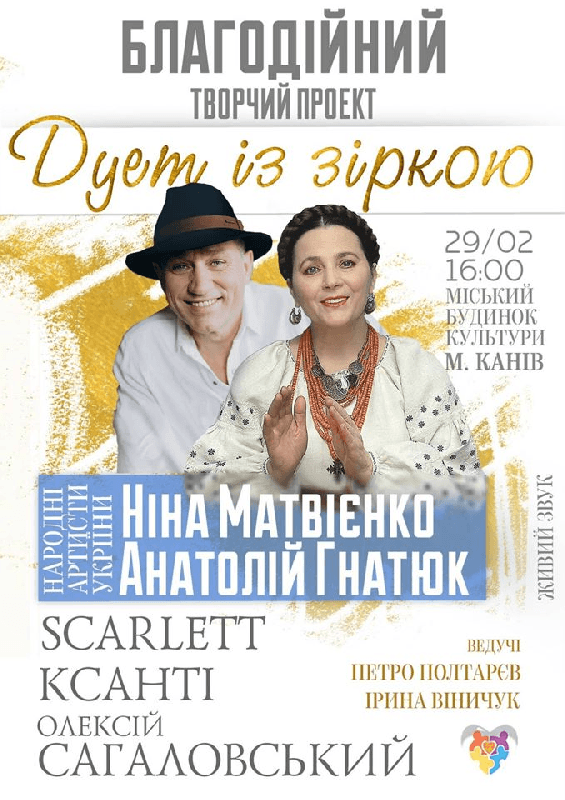 БЛАГОДІЙНИЙ
ТВОРЧИЙ ПРОЕКТ
Дует із зіркою
29/02
16:00
МІСЬКИЙ
БУДИНОК
КУЛЬТУРИ
М. КАНІВ
НАРОДНІ
АРТИСТИ
УКРАЇНИ
НІНА МАТВІЄНКО
АНАТОЛІЙ ГНАТЮК
ЖИВИЙ ЗВУК
SCARLETT
КСАНТІ
ОЛЕКСІЙ
САГАЛОВСЬКИЙ
ВЕДУЧІ
ПЕТРО ПОЛТАРЄВ
ІРИНА ВІННИЧУК